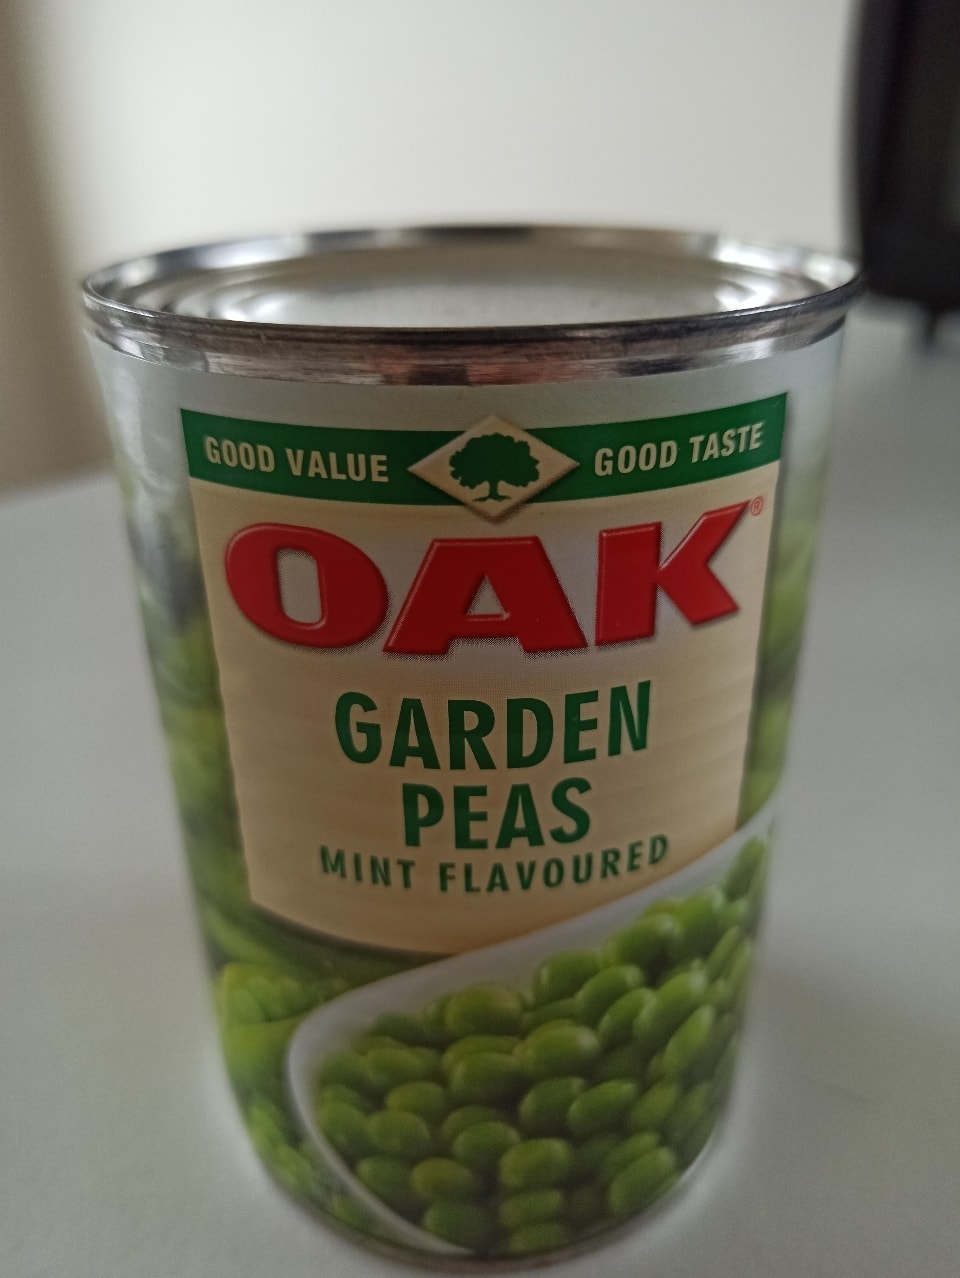 GOOD VALUE GOOD TASTE
OAK®
GARDEN
PEAS
MINT FLAVOURED